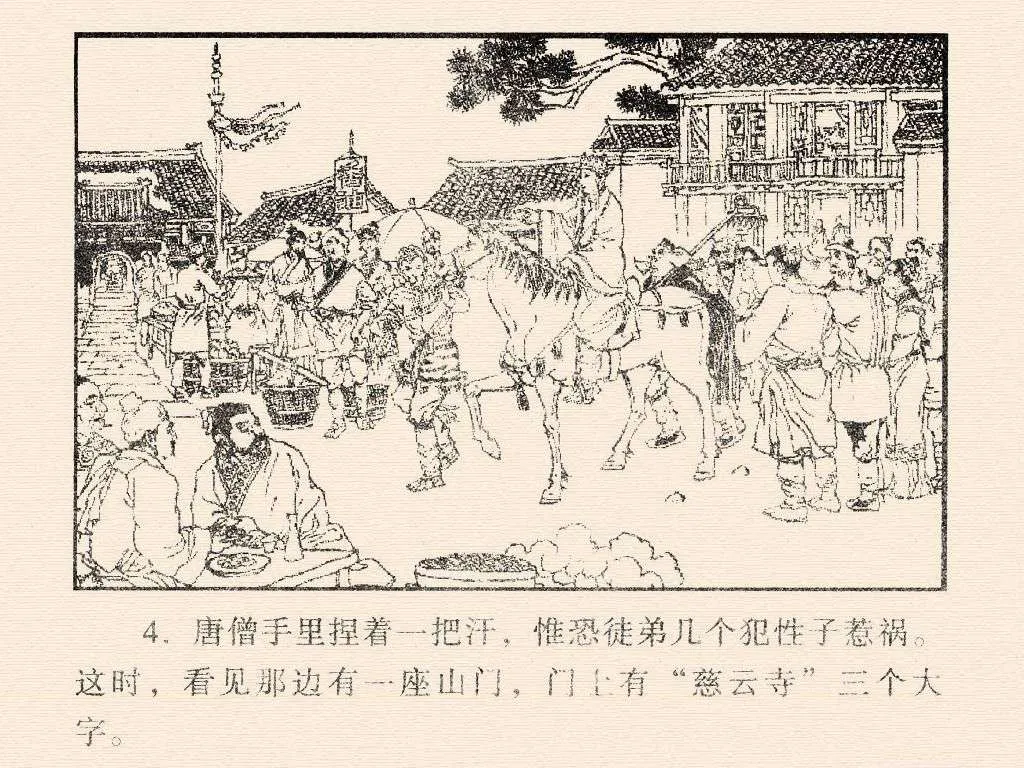 4．唐僧手里捏着一把汗，惟恐徒弟几个犯性子惹祸。
这时，看见那边有一座山门，门上有“慈云寺”三个大
字。